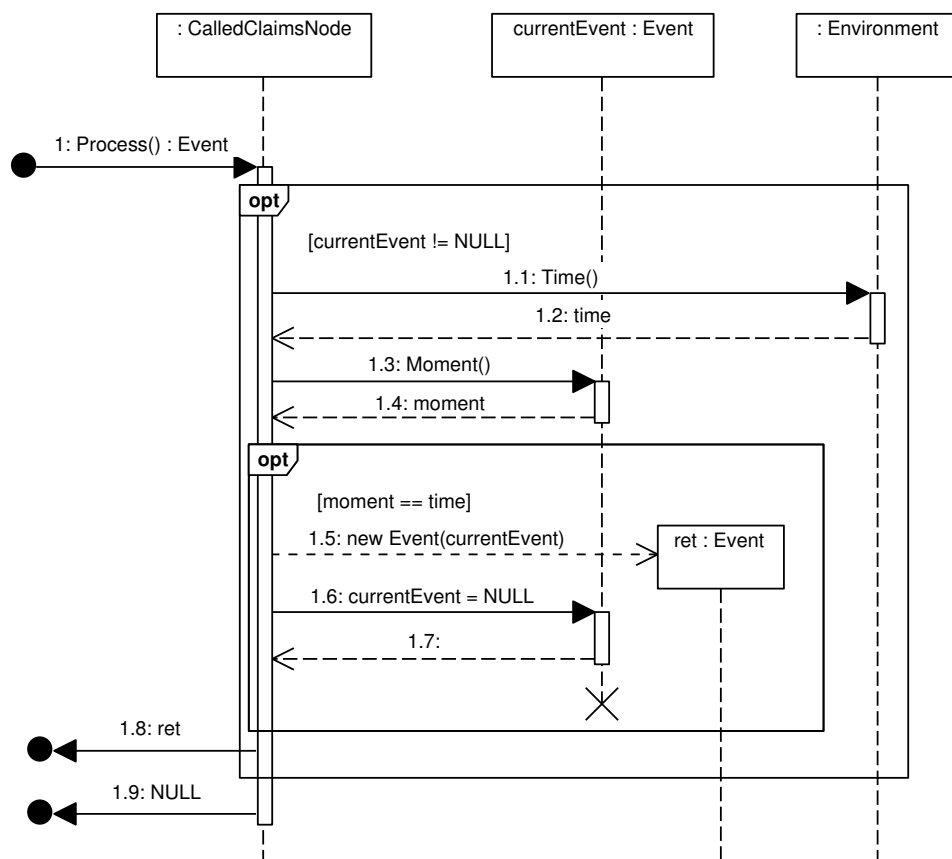 : CalledClaimsNode
currentEvent : Event
: Environment
1: Process() : Event
opt
[currentEvent != NULL]
1.1: Time()
1.2: time
1.3: Moment()
1.4: moment
opt
[moment == time]
1.5: new Event(currentEvent)
ret : Event
1.6: currentEvent = NULL
1.7:
1.8: ret
1.9: NULL